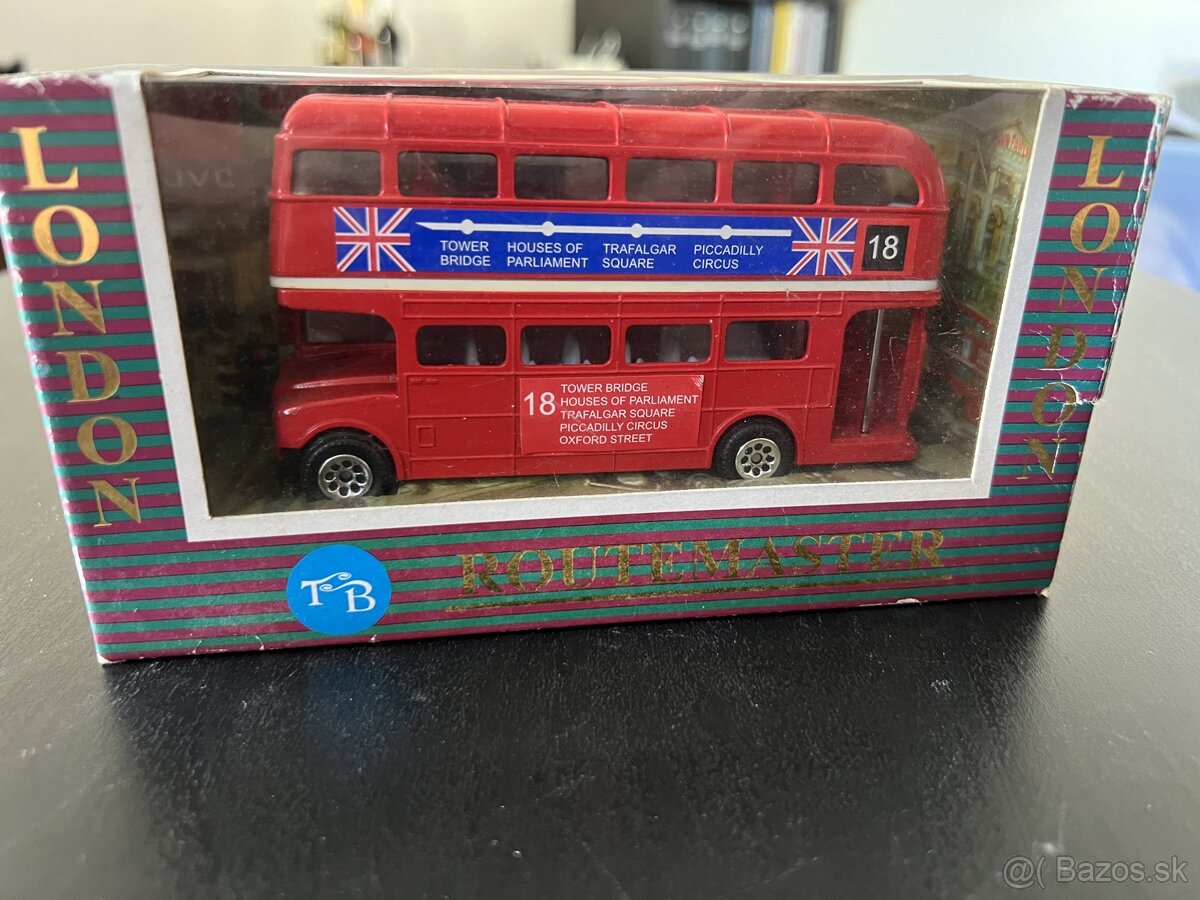 LONDON
TOWER BRIDGE
HOUSES OF PARLIAMENT
TRAFALGAR SQUARE
PICCADILLY CIRCUS
18
18
TOWER BRIDGE
HOUSES OF PARLIAMENT
TRAFALGAR SQUARE
PICCADILLY CIRCUS
OXFORD STREET
LONDON
TB
ROUTEMASTER
JVC
@( Bazos.sk